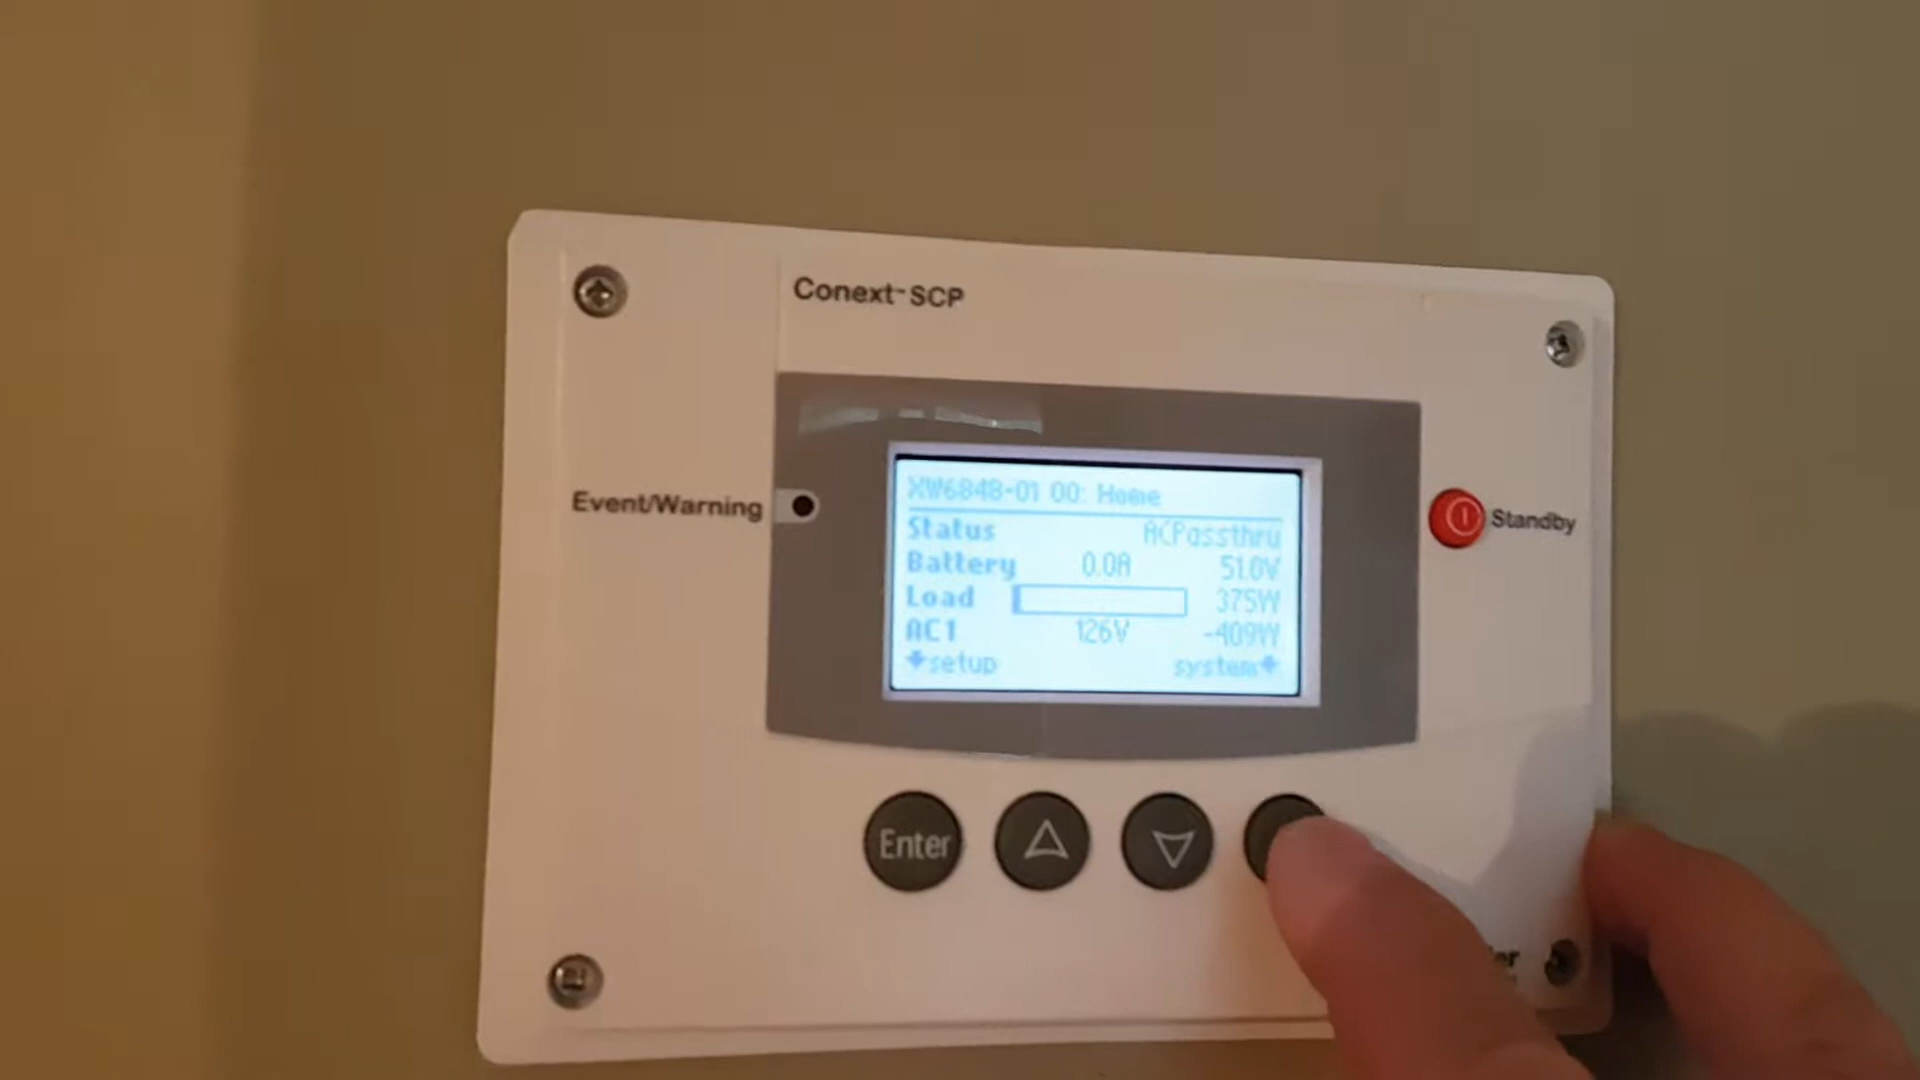 Conext™ SCP
Event/Warning
XW6848-01 00: Home
Status ACPassthru
Battery 0.0A 51.0V
Load 375W
AC1 126V -409W
setup system
Standby
Enter